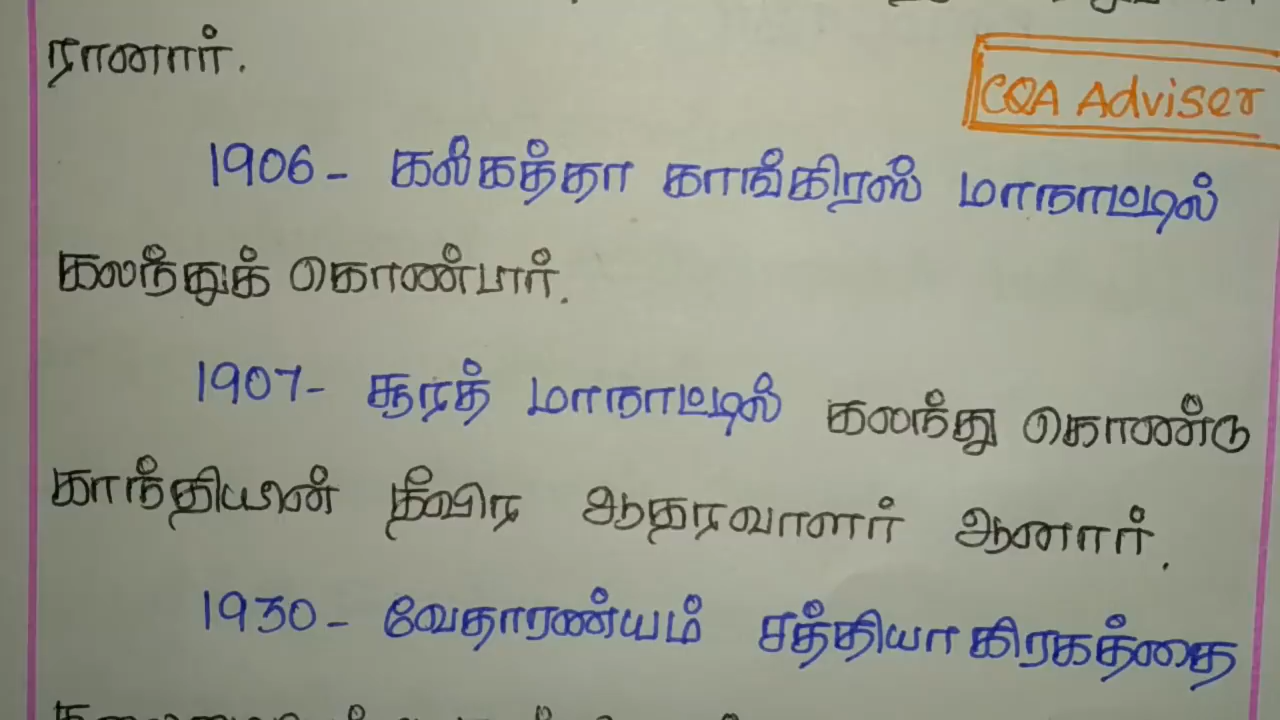 ரானார்.
CQA Adviser
1906- கல்கத்தா காங்கிரஸ் மாநாட்டில்
கலந்துக் கொண்பார்.
1907- சூரத் மாநாட்டில் கலந்து கொண்டு
காந்தியின் தீவிர ஆதரவாளர் ஆனார்.
1930- வேதாரண்யம் சத்தியா கிரகத்தை